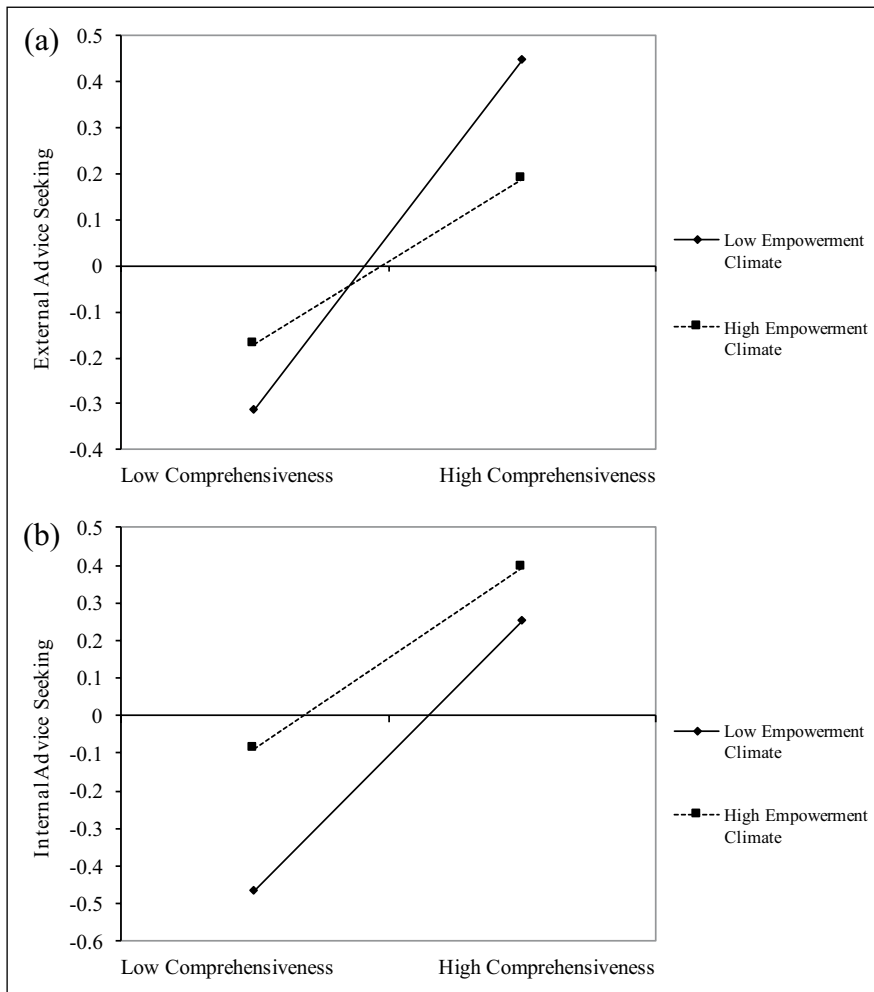 (a)
External Advice Seeking
0.5
0.4
0.3
0.2
0.1
0
-0.1
-0.2
-0.3
-0.4
Low Comprehensiveness High Comprehensiveness
Low Empowerment
Climate
High Empowerment
Climate
(b)
Internal Advice Seeking
0.5
0.4
0.3
0.2
0.1
0
-0.1
-0.2
-0.3
-0.4
-0.5
-0.6
Low Comprehensiveness High Comprehensiveness
Low Empowerment
Climate
High Empowerment
Climate